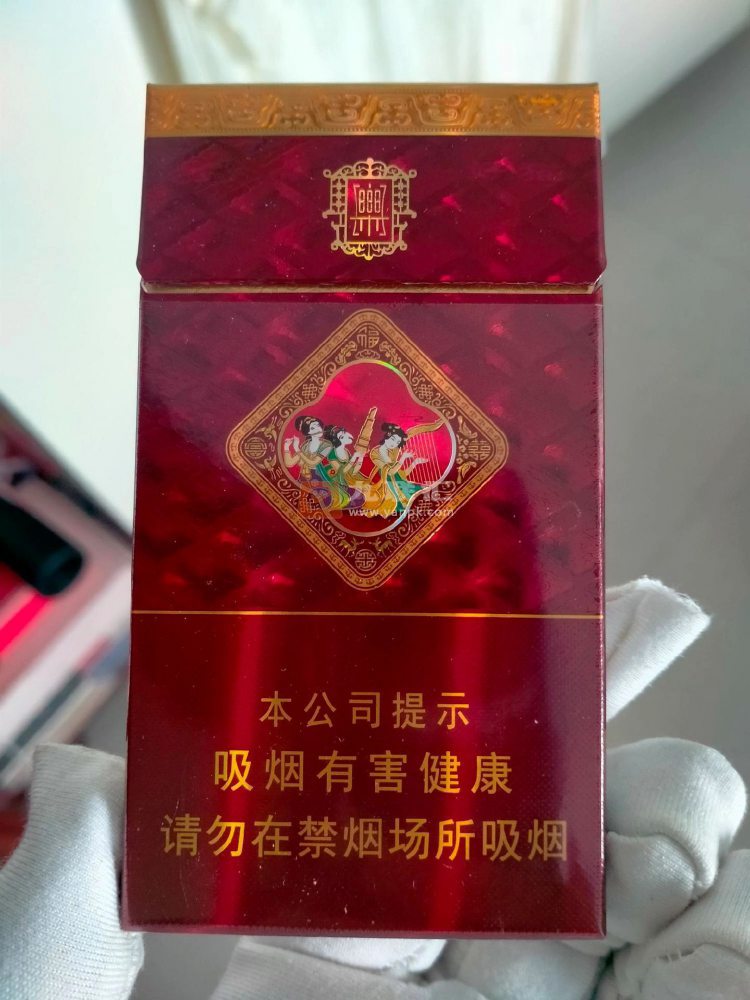 樂
福
www.yanpk.com
本公司提示
吸烟有害健康
请勿在禁烟场所吸烟